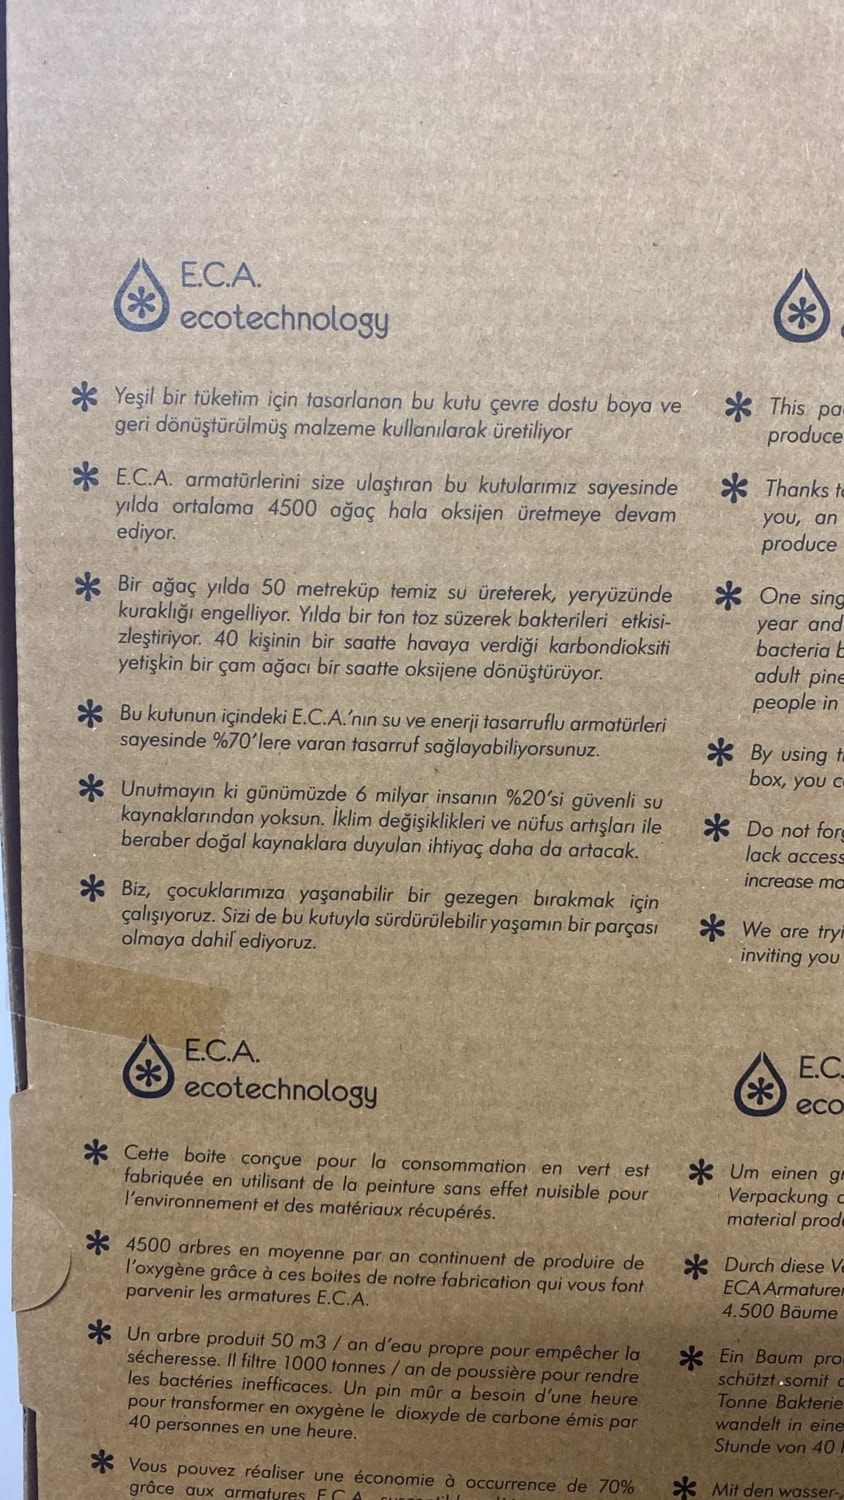 E.C.A.
ecotechnology
* Yeşil bir tüketim için tasarlanan bu kutu çevre dostu boya ve
geri dönüştürülmüş malzeme kullanılarak üretiliyor
* E.C.A. armatürlerini size ulaştıran bu kutularımız sayesinde
yılda ortalama 4500 ağaç hala oksijen üretmeye devam
ediyor.
* Bir ağaç yılda 50 metreküp temiz su üreterek, yeryüzünde
kuraklığı engelliyor. Yılda bir ton toz süzerek bakterileri etkisi-
zleştiriyor. 40 kişinin bir saatte havaya verdiği karbondioksiti
yetişkin bir çam ağacı bir saatte oksijene dönüştürüyor.
* Bu kutunun içindeki E.C.A.'nın su ve enerji tasarruflu armatürleri
sayesinde %70'lere varan tasarruf sağlayabiliyorsunuz.
* Unutmayın ki günümüzde 6 milyar insanın %20'si güvenli su
kaynaklarından yoksun. İklim değişiklikleri ve nüfus artışları ile
beraber doğal kaynaklara duyulan ihtiyaç daha da artacak.
* Biz, çocuklarımıza yaşanabilir bir gezegen bırakmak için
çalışıyoruz. Sizi de bu kutuyla sürdürülebilir yaşamın bir parçası
olmaya dahil ediyoruz.
* This
produce
* Thanks
you, an
produce
* One
year and
bacteria
adult
people in
* By using
box, you
* Do not
lack access
increase
* We are
inviting you
E.C.A.
ecotechnology
* Cette boite conçue pour la consommation en vert est
fabriquée en utilisant de la peinture sans effet nuisible pour
l'environnement et des matériaux récupérés.
* 4500 arbres en moyenne par an continuent de produire de
l'oxygène grâce à ces boites de notre fabrication qui vous font
parvenir les armatures E.C.A.
* Un arbre produit 50 m3 / an d'eau propre pour empêcher la
sécheresse. Il filtre 1000 tonnes / an de poussière pour rendre
les bactéries inefficaces. Un pin mûr a besoin d'une heure
pour transformer en oxygène le dioxyde de carbone émis par
40 personnes en une heure.
* Vous pouvez réaliser une économie à occurrence de 70%
grâce aux armatures E.C.A.
E.C.
eco
* Um einen
Verpackung
material
* Durch diese
ECA
4.500 Bäume
* Ein Baum
schützt somit
Tonne
wandelt in
Stunde von 40
* Mit den wasser-,